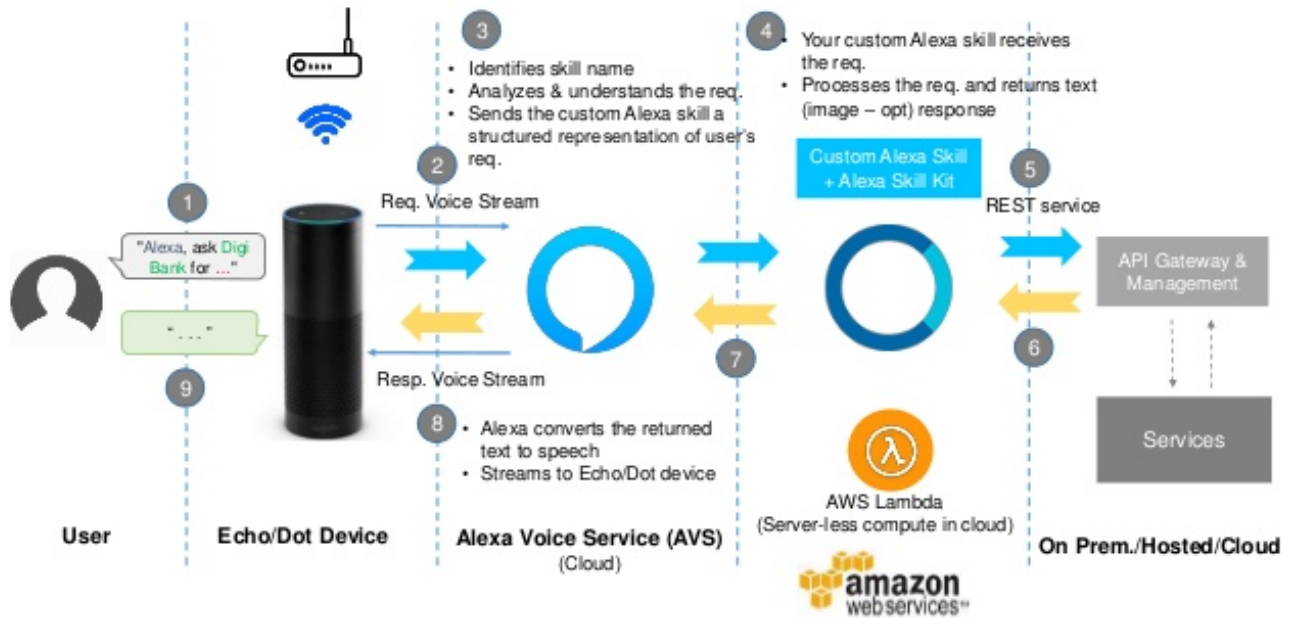 3
• Identifies skill name
• Analyzes & understands the req.
• Sends the custom Alexa skill a
structured representation of user's
req.
4
• Your custom Alexa skill receives
the req.
• Processes the req. and returns text
(image – opt) response
Custom Alexa Skill
+ Alexa Skill Kit
1
2
5
Req. Voice Stream
REST service
"Alexa, ask Digi
Bank for ..."
API Gateway &
Management
". . . "
9
7
6
Resp. Voice Stream
8
• Alexa converts the returned
text to speech
• Streams to Echo/Dot device
λ
Services
AWS Lambda
(Server-less compute in cloud)
User
Echo/Dot Device
Alexa Voice Service (AVS)
(Cloud)
On Prem./Hosted/Cloud
amazon
webservices™